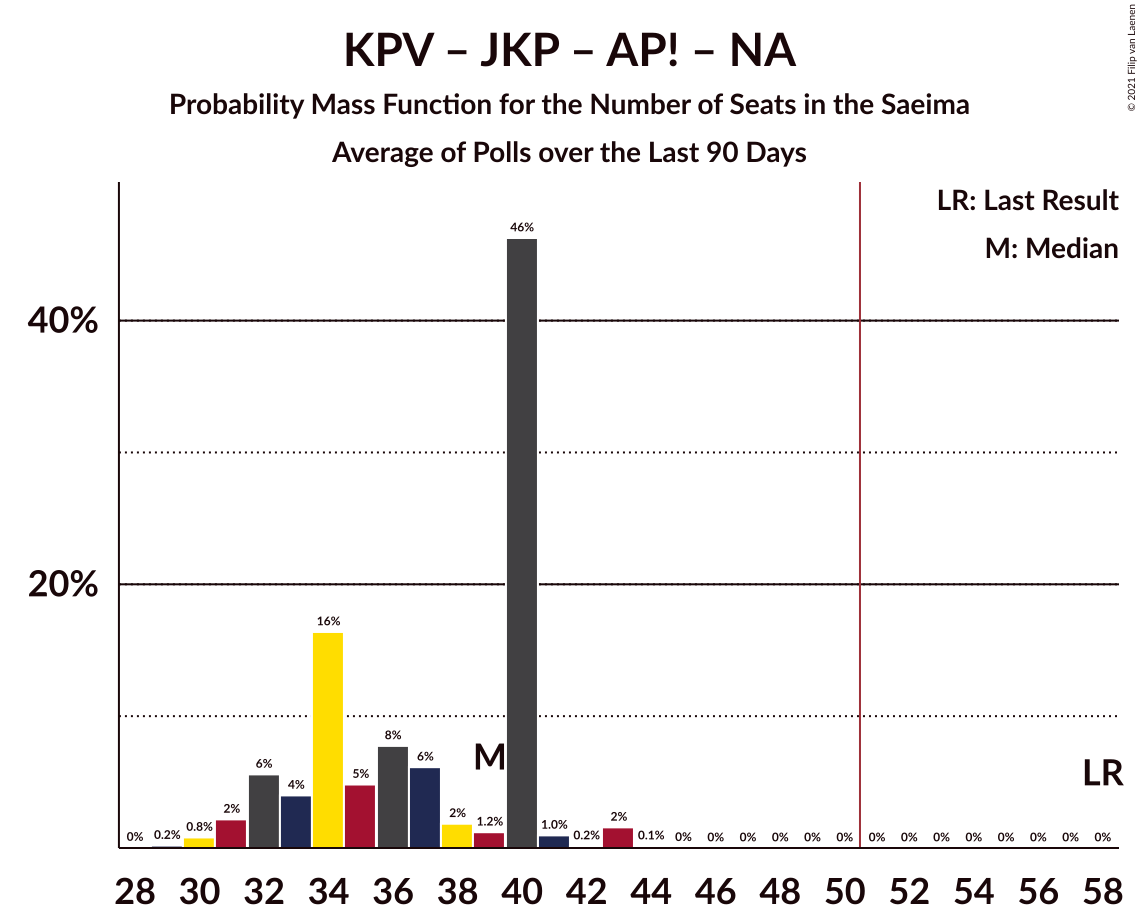 KPV – JKP – AP! – NA
Probability Mass Function for the Number of Seats in the Saeima
Average of Polls over the Last 90 Days
© 2021 Filip van Laenen
LR: Last Result
M: Median
40%
20%
46%
16%
8%
6%
6%
5%
4%
2%
2%
2%
1.2%
1.0%
0.8%
0.2%
0.2%
0.1%
0%
0% 0% 0% 0% 0% 0% 0% 0% 0% 0% 0% 0% 0% 0%
M
LR
28 30 32 34 36 38 40 42 44 46 48 50 52 54 56 58